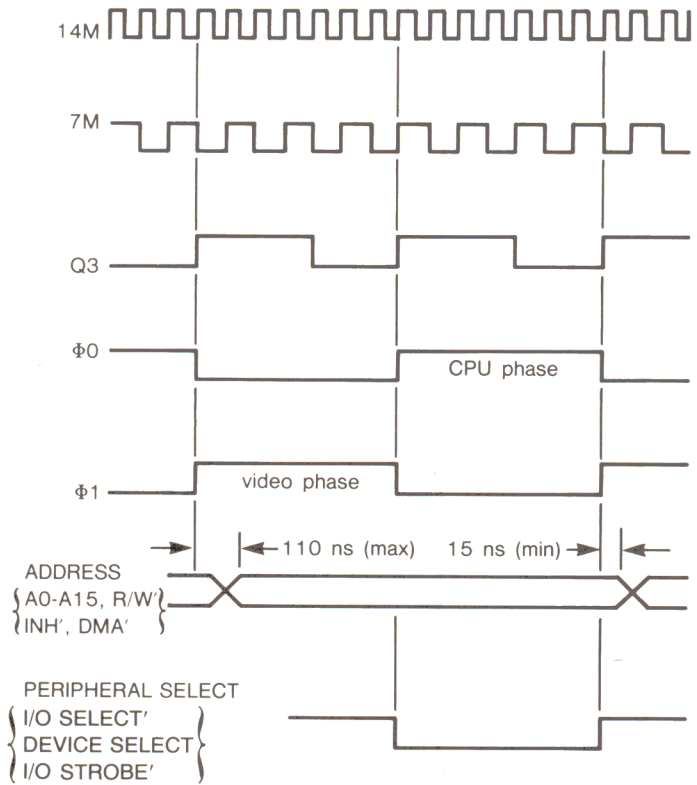 14M
7M
Q3
Φ0
CPU phase
Φ1
video phase
110 ns (max)
15 ns (min)
ADDRESS
A0-A15, R/W′
INH′, DMA′
PERIPHERAL SELECT
I/O SELECT′
DEVICE SELECT
I/O STROBE′